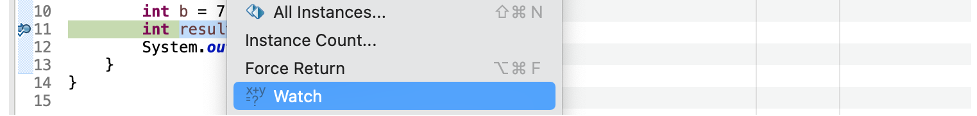 10 int b = 7
All Instances... ⇧⌘N
11 int resul
Instance Count...
12 System.ou
13 }
Force Return ⌥⌘F
14 }
x+y
=?
Watch
15